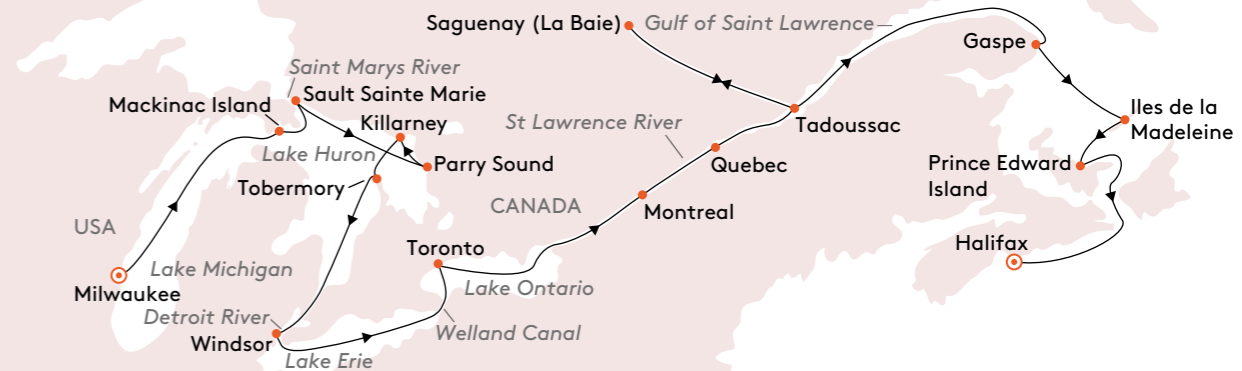 Saguenay (La Baie)
Gulf of Saint Lawrence
Gaspe
Saint Marys River
Sault Sainte Marie
Mackinac Island
Killarney
Iles de la
Madeleine
St Lawrence River
Tadoussac
Lake Huron
Parry Sound
Quebec
Prince Edward
Island
Tobermory
CANADA
Montreal
USA
Toronto
Halifax
Lake Michigan
Milwaukee
Lake Ontario
Detroit River
Windsor
Welland Canal
Lake Erie